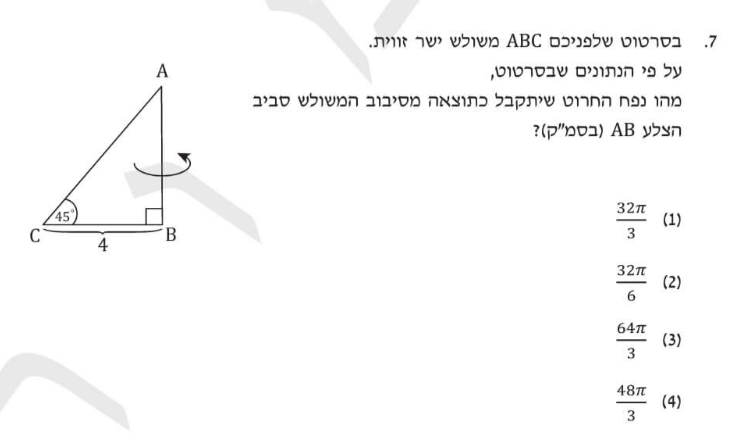 7. בסרטוט שלפניכם ABC משולש ישר זווית.
על פי הנתונים שבסרטוט,
מהו נפח החרוט שיתקבל כתוצאה מסיבוב המשולש סביב
הצלע AB (בסמ"ק)?
A
45°
C
B
4
(1) 32π/3
(2) 32π/6
(3) 64π/3
(4) 48π/3